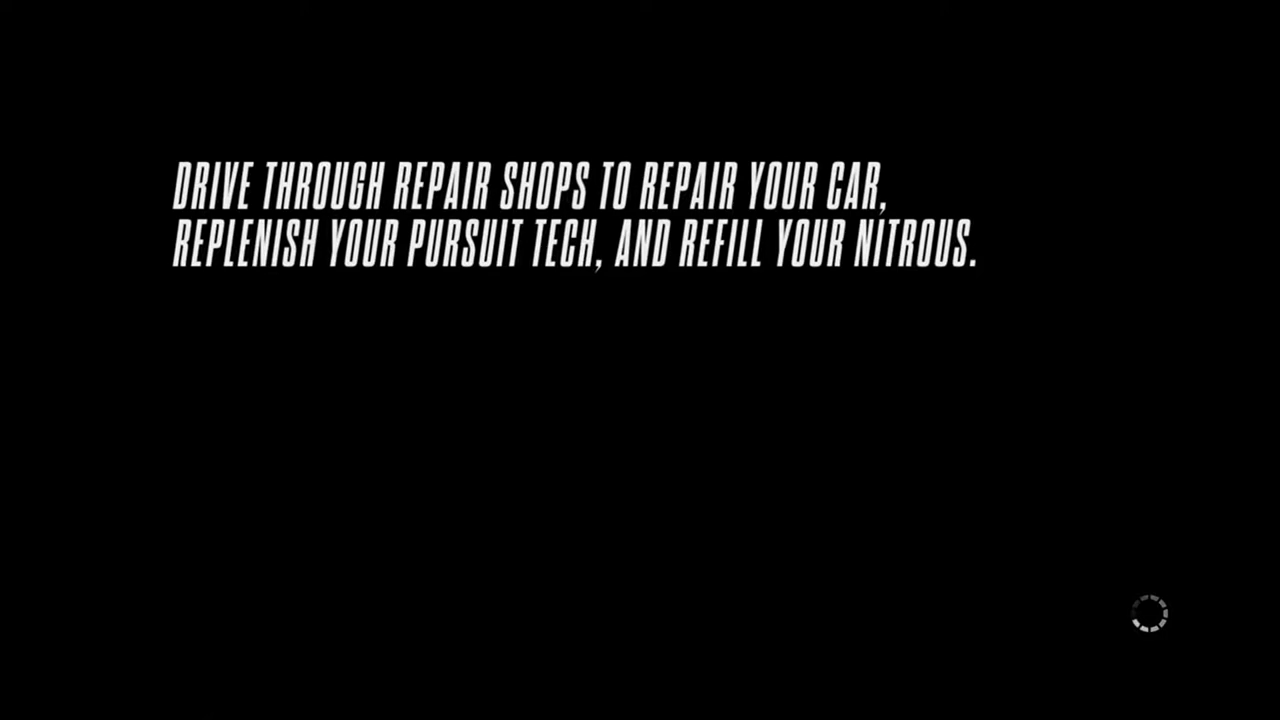 DRIVE THROUGH REPAIR SHOPS TO REPAIR YOUR CAR,
REPLENISH YOUR PURSUIT TECH, AND REFILL YOUR NITROUS.